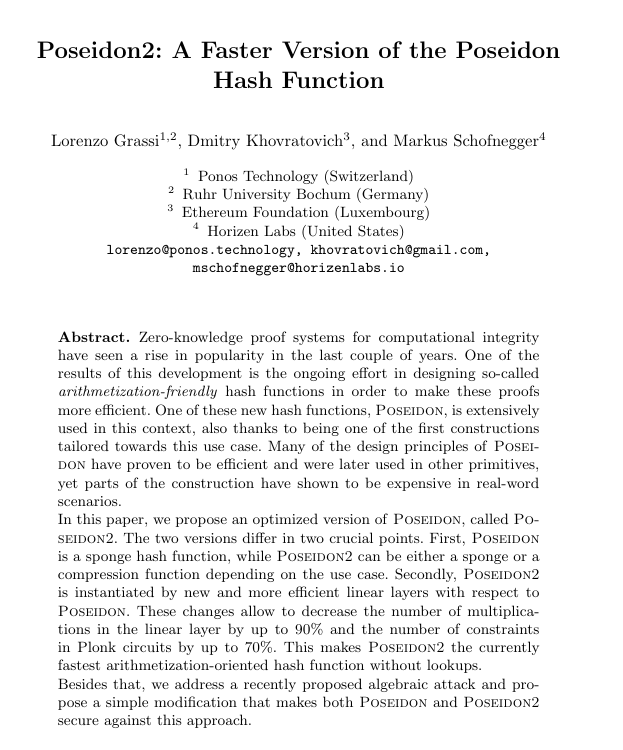 Poseidon2: A Faster Version of the Poseidon
Hash Function
Lorenzo Grassi1,2, Dmitry Khovratovich3, and Markus Schofnegger4
1 Ponos Technology (Switzerland)
2 Ruhr University Bochum (Germany)
3 Ethereum Foundation (Luxembourg)
4 Horizen Labs (United States)
lorenzo@ponos.technology, khovratovich@gmail.com,
mschofnegger@horizenlabs.io
Abstract. Zero-knowledge proof systems for computational integrity
have seen a rise in popularity in the last couple of years. One of the
results of this development is the ongoing effort in designing so-called
arithmetization-friendly hash functions in order to make these proofs
more efficient. One of these new hash functions, Poseidon, is extensively
used in this context, also thanks to being one of the first constructions
tailored towards this use case. Many of the design principles of Posei-
don have proven to be efficient and were later used in other primitives,
yet parts of the construction have shown to be expensive in real-word
scenarios.
In this paper, we propose an optimized version of Poseidon, called Po-
seidon2. The two versions differ in two crucial points. First, Poseidon
is a sponge hash function, while Poseidon2 can be either a sponge or a
compression function depending on the use case. Secondly, Poseidon2
is instantiated by new and more efficient linear layers with respect to
Poseidon. These changes allow to decrease the number of multiplica-
tions in the linear layer by up to 90% and the number of constraints
in Plonk circuits by up to 70%. This makes Poseidon2 the currently
fastest arithmetization-oriented hash function without lookups.
Besides that, we address a recently proposed algebraic attack and pro-
pose a simple modification that makes both Poseidon and Poseidon2
secure against this approach.